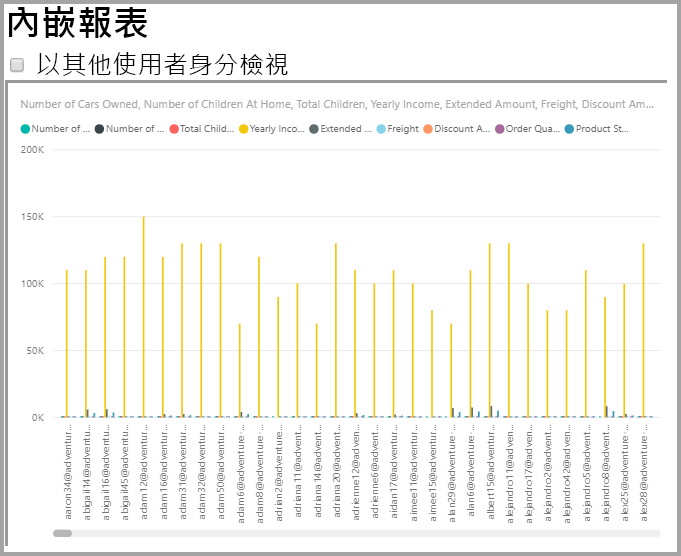 內嵌報表
以其他使用者身分檢視
Number of Cars Owned, Number of Children At Home, Total Children, Yearly Income, Extended Amount, Freight, Discount Am...
Number of ... Number of ... Total Child... Yearly Inco... Extended ... Freight Discount A... Order Qua... Product St...
200K
150K
100K
50K
0K
aaron34@adventur...
abigail14@adventu...
abigail16@adventu...
abigail45@adventu...
adam12@adventur...
adam16@adventur...
adam31@adventur...
adam32@adventur...
adam50@adventur...
adam6@adventure-...
adam8@adventure-...
adrian2@adventure-...
adriana11@advent...
adriana14@advent...
adriana20@advent...
adrienne12@adven...
adrienne6@advent...
aidan17@adventur...
aimee11@adventur...
aimee15@adventur...
alan29@adventure-...
alan6@adventure-...
albert15@adventur...
alejandro11@adven...
alejandro17@adven...
alejandro2@advent...
alejandro42@adven...
alejandro5@advent...
alejandro8@advent...
alex25@adventure-...
alex28@adventure-...